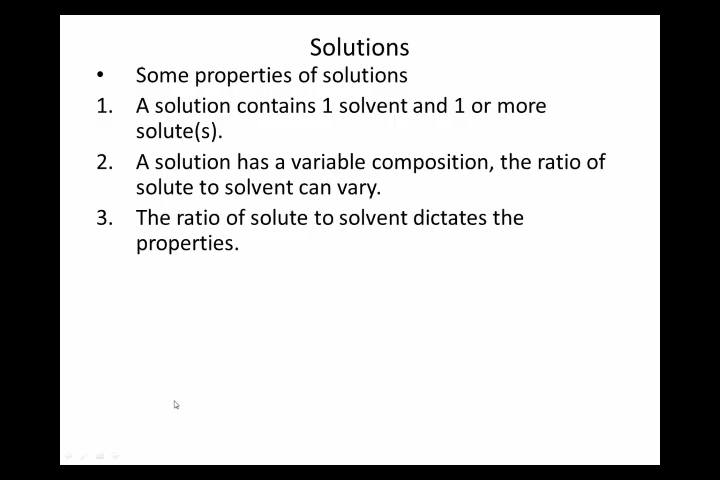 Solutions
• Some properties of solutions
1. A solution contains 1 solvent and 1 or more
solute(s).
2. A solution has a variable composition, the ratio of
solute to solvent can vary.
3. The ratio of solute to solvent dictates the
properties.